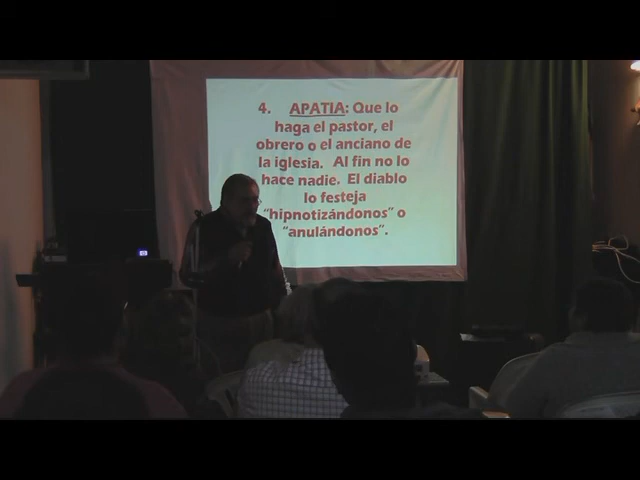 4. APATIA: Que lo
haga el pastor, el
obrero o el anciano de
la iglesia. Al fin no lo
hace nadie. El diablo
lo festeja
“hipnotizándonos” o
“anulándonos”.